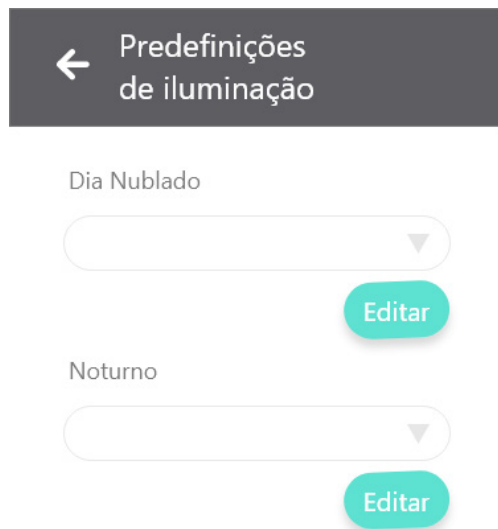 Predefinições
de iluminação
Dia Nublado
Editar
Noturno
Editar